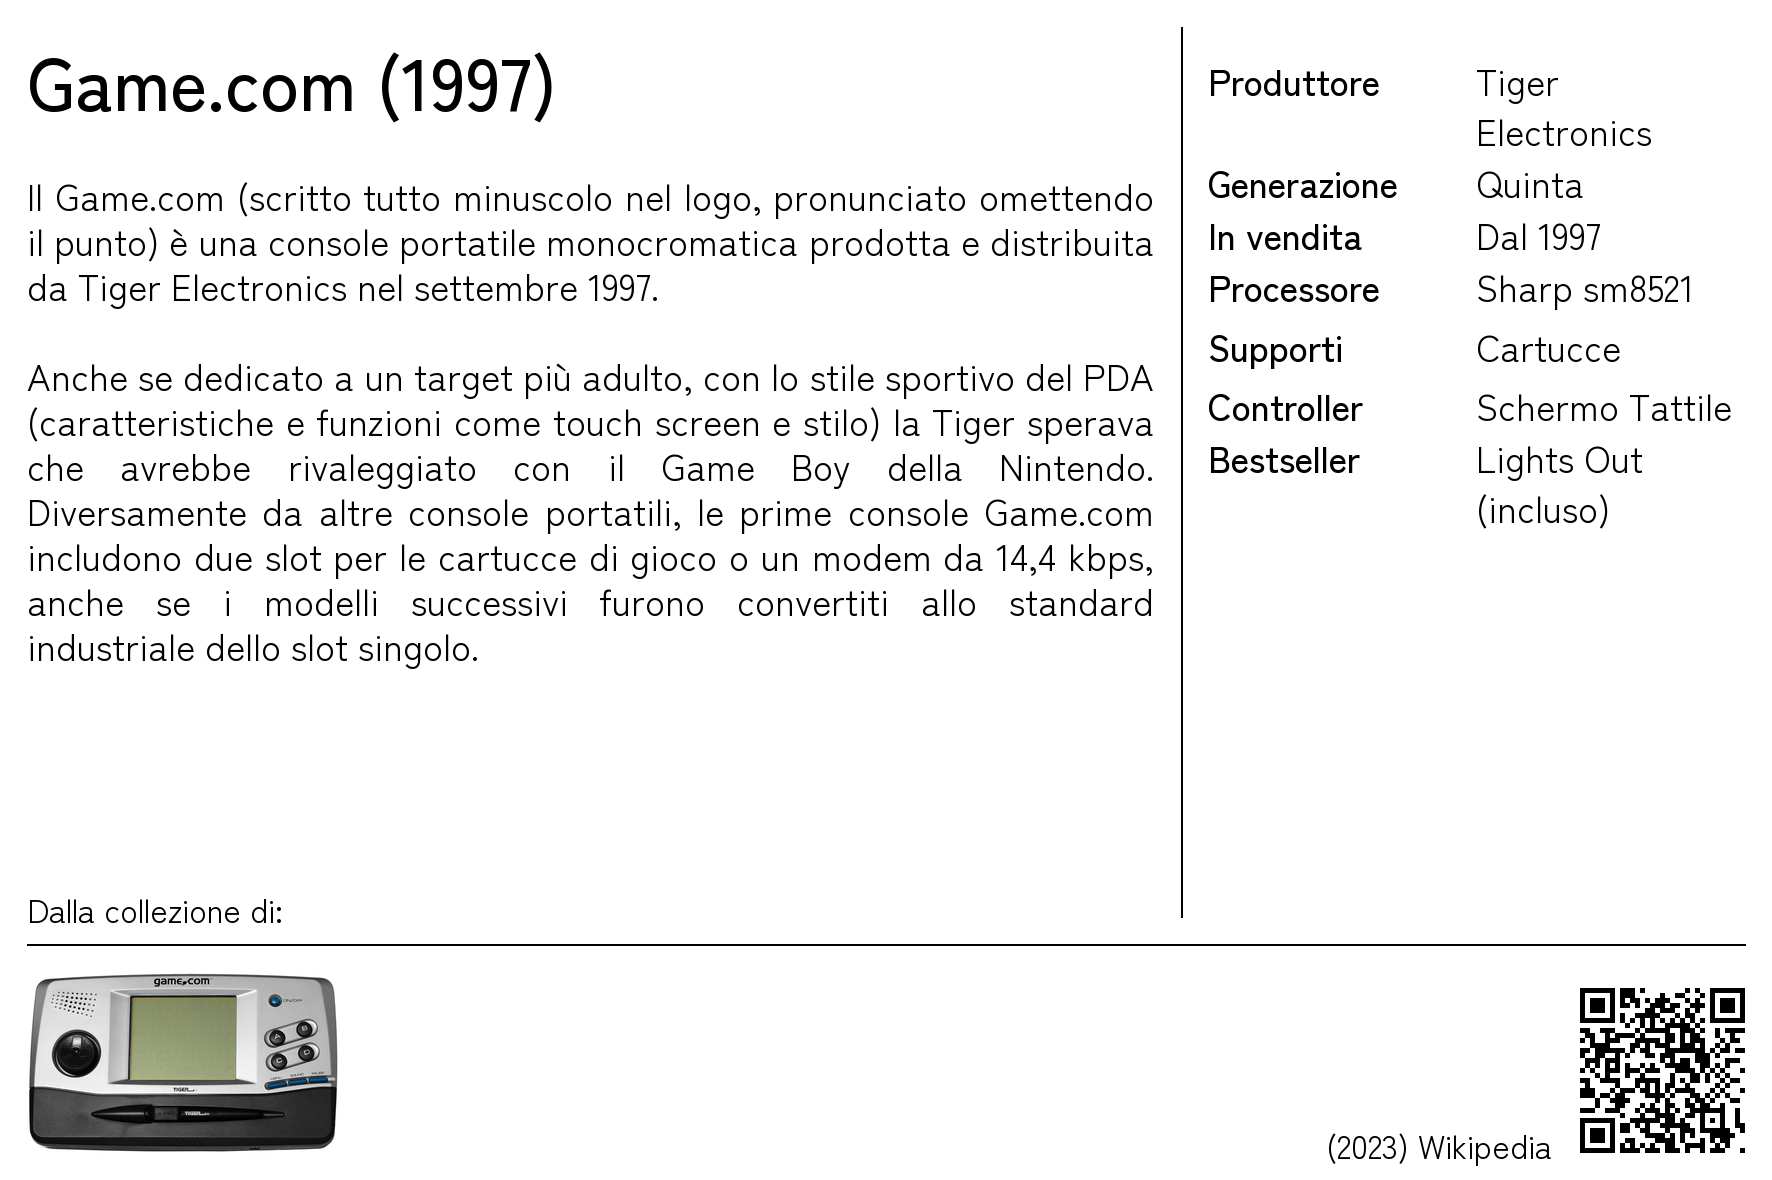 Game.com (1997)
Il Game.com (scritto tutto minuscolo nel logo, pronunciato omettendo
il punto) è una console portatile monocromatica prodotta e distribuita
da Tiger Electronics nel settembre 1997.
Anche se dedicato a un target più adulto, con lo stile sportivo del PDA
(caratteristiche e funzioni come touch screen e stilo) la Tiger sperava
che avrebbe rivaleggiato con il Game Boy della Nintendo.
Diversamente da altre console portatili, le prime console Game.com
includono due slot per le cartucce di gioco o un modem da 14,4 kbps,
anche se i modelli successivi furono convertiti allo standard
industriale dello slot singolo.
Dalla collezione di:
Produttore Tiger
Electronics
Generazione Quinta
In vendita Dal 1997
Processore Sharp sm8521
Supporti Cartucce
Controller Schermo Tattile
Bestseller Lights Out
(incluso)
game.com
ON/OFF
A
B
C
D
MENU SOUND PAUSE
TIGER
TIGER
(2023) Wikipedia